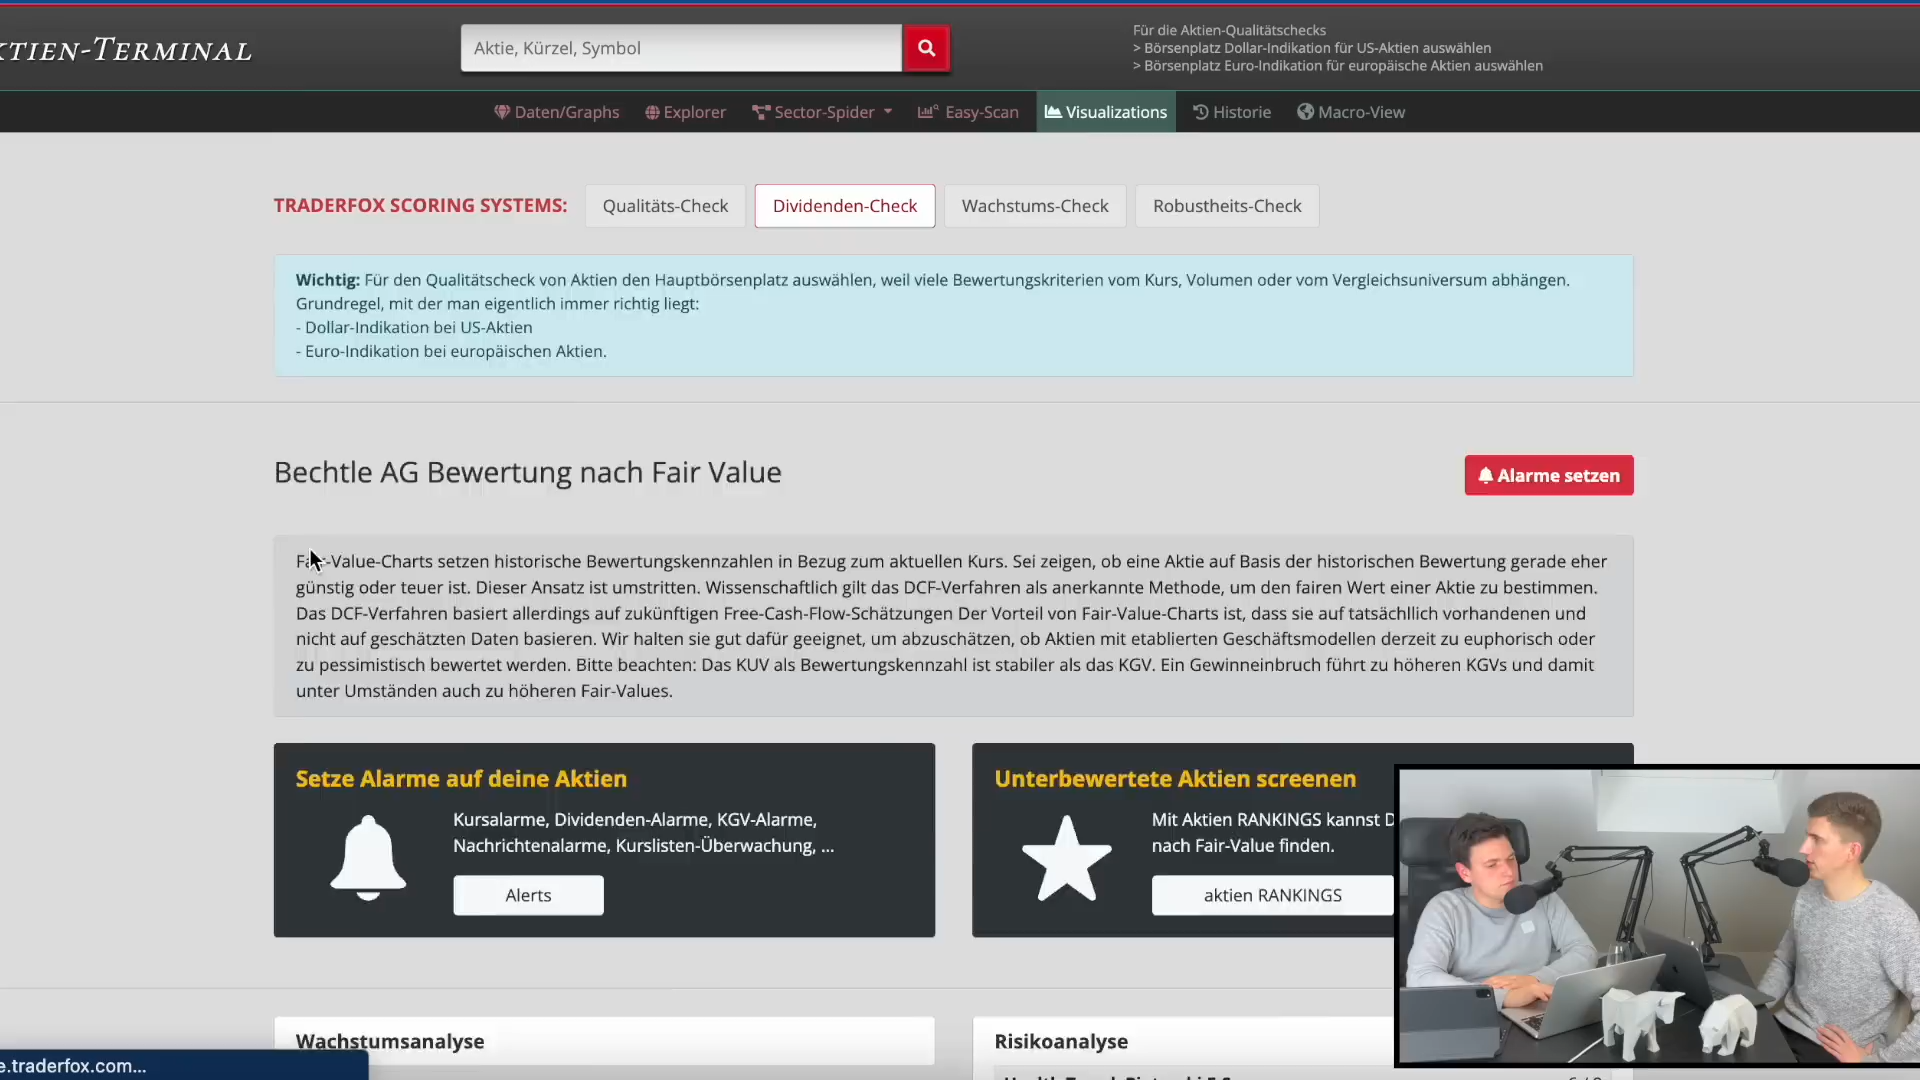 KTIEN-TERMINAL
Aktie, Kürzel, Symbol
Für die Aktien-Qualitätschecks
> Börsenplatz Dollar-Indikation für US-Aktien auswählen
> Börsenplatz Euro-Indikation für europäische Aktien auswählen
Daten/Graphs Explorer Sector-Spider Easy-Scan Visualizations Historie Macro-View
TRADERFOX SCORING SYSTEMS: Qualitäts-Check Dividenden-Check Wachstums-Check Robustheits-Check
Wichtig: Für den Qualitätscheck von Aktien den Hauptbörsenplatz auswählen, weil viele Bewertungskriterien vom Kurs, Volumen oder vom Vergleichsuniversum abhängen.
Grundregel, mit der man eigentlich immer richtig liegt:
- Dollar-Indikation bei US-Aktien
- Euro-Indikation bei europäischen Aktien.
Bechtle AG Bewertung nach Fair Value
Alarme setzen
Fair-Value-Charts setzen historische Bewertungskennzahlen in Bezug zum aktuellen Kurs. Sei zeigen, ob eine Aktie auf Basis der historischen Bewertung gerade eher
günstig oder teuer ist. Dieser Ansatz ist umstritten. Wissenschaftlich gilt das DCF-Verfahren als anerkannte Methode, um den fairen Wert einer Aktie zu bestimmen.
Das DCF-Verfahren basiert allerdings auf zukünftigen Free-Cash-Flow-Schätzungen Der Vorteil von Fair-Value-Charts ist, dass sie auf tatsächllich vorhandenen und
nicht auf geschätzten Daten basieren. Wir halten sie gut dafür geeignet, um abzuschätzen, ob Aktien mit etablierten Geschäftsmodellen derzeit zu euphorisch oder
zu pessimistisch bewertet werden. Bitte beachten: Das KUV als Bewertungskennzahl ist stabiler als das KGV. Ein Gewinneinbruch führt zu höheren KGVs und damit
unter Umständen auch zu höheren Fair-Values.
Setze Alarme auf deine Aktien
Kursalarme, Dividenden-Alarme, KGV-Alarme,
Nachrichtenalarme, Kurslisten-Überwachung, ...
Alerts
Unterbewertete Aktien screenen
Mit Aktien RANKINGS kannst D
nach Fair-Value finden.
aktien RANKINGS
Wachstumsanalyse
Risikoanalyse
e.traderfox.com...